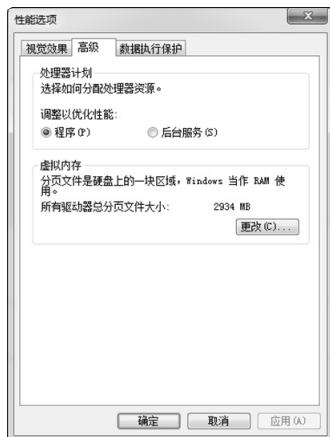 性能选项
视觉效果 高级 数据执行保护
处理器计划
选择如何分配处理器资源。
调整以优化性能:
程序(P) 后台服务(S)
虚拟内存
分页文件是硬盘上的一块区域，Windows 当作 RAM 使
用。
所有驱动器总分页文件大小: 2934 MB
更改(C)...
确定 取消 应用(A)